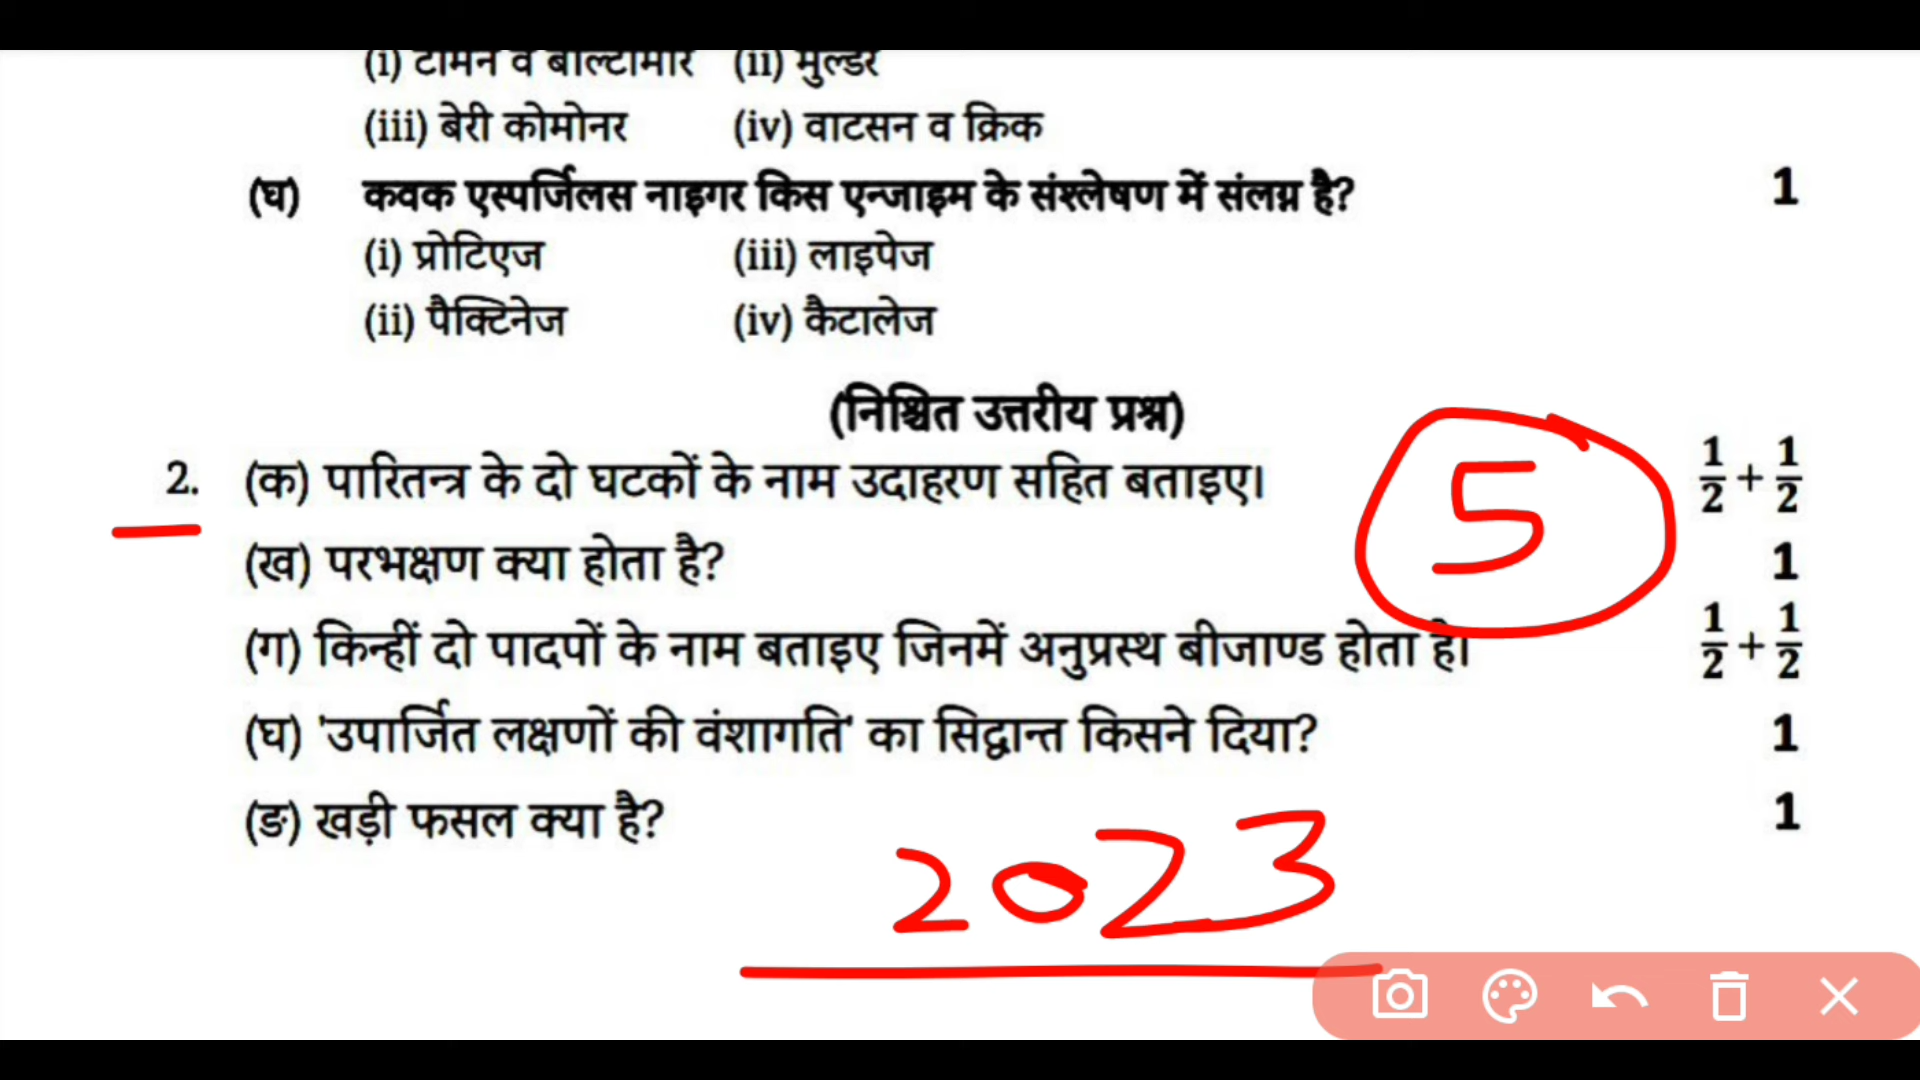 (i) टामिन व बाल्टीमोर (ii) मुल्डर
(iii) बेरी कोमोनर (iv) वाटसन व क्रिक
(घ) कवक एस्पर्जिलस नाइगर किस एन्जाइम के संश्लेषण में संलग्न है? 1
(i) प्रोटिएज (iii) लाइपेज
(ii) पैक्टिनेज (iv) कैटालेज
(निश्चित उत्तरीय प्रश्न)
2. (क) पारितन्त्र के दो घटकों के नाम उदाहरण सहित बताइए। 5 1/2 + 1/2
(ख) परभक्षण क्या होता है? 1
(ग) किन्हीं दो पादपों के नाम बताइए जिनमें अनुप्रस्थ बीजाण्ड होता है। 1/2 + 1/2
(घ) 'उपार्जित लक्षणों की वंशागति' का सिद्वान्त किसने दिया? 1
(ङ) खड़ी फसल क्या है? 1
2023